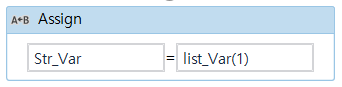 A+B Assign
Str_Var = list_Var(1)